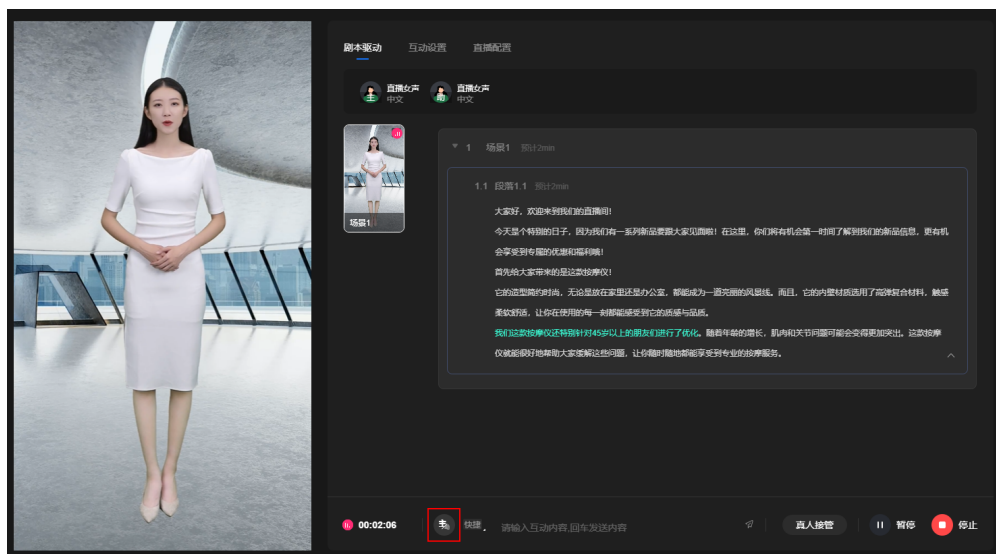 剧本驱动 互动设置 直播配置
主 直播女声 助 直播女声
中文 中文
场景1
1 场景1 预计2min
1.1 段落1.1 预计2min
大家好，欢迎来到我们的直播间！
今天是个特别的日子，因为我们有一系列新品要跟大家见面啦！在这里，你们将有机会第一时间了解到我们的新品信息，更有机
会享受到专属的优惠和福利哦！
首先给大家带来的是这款按摩仪！
它的造型简约时尚，无论是放在家里还是办公室，都能成为一道亮丽的风景线。而且，它的内壁材质选用了高弹复合材料，触感
柔软舒适，让你在使用的每一刻都能感受到它的质感与品质。
我们这款按摩仪还特别针对45岁以上的朋友们进行了优化。随着年龄的增长，肌肉和关节问题可能会变得更加突出。这款按摩
仪就能很好地帮助大家缓解这些问题，让你随时随地都能享受到专业的按摩服务。
00:02:06 主 快捷 请输入互动内容,回车发送内容 真人接管 暂停 停止